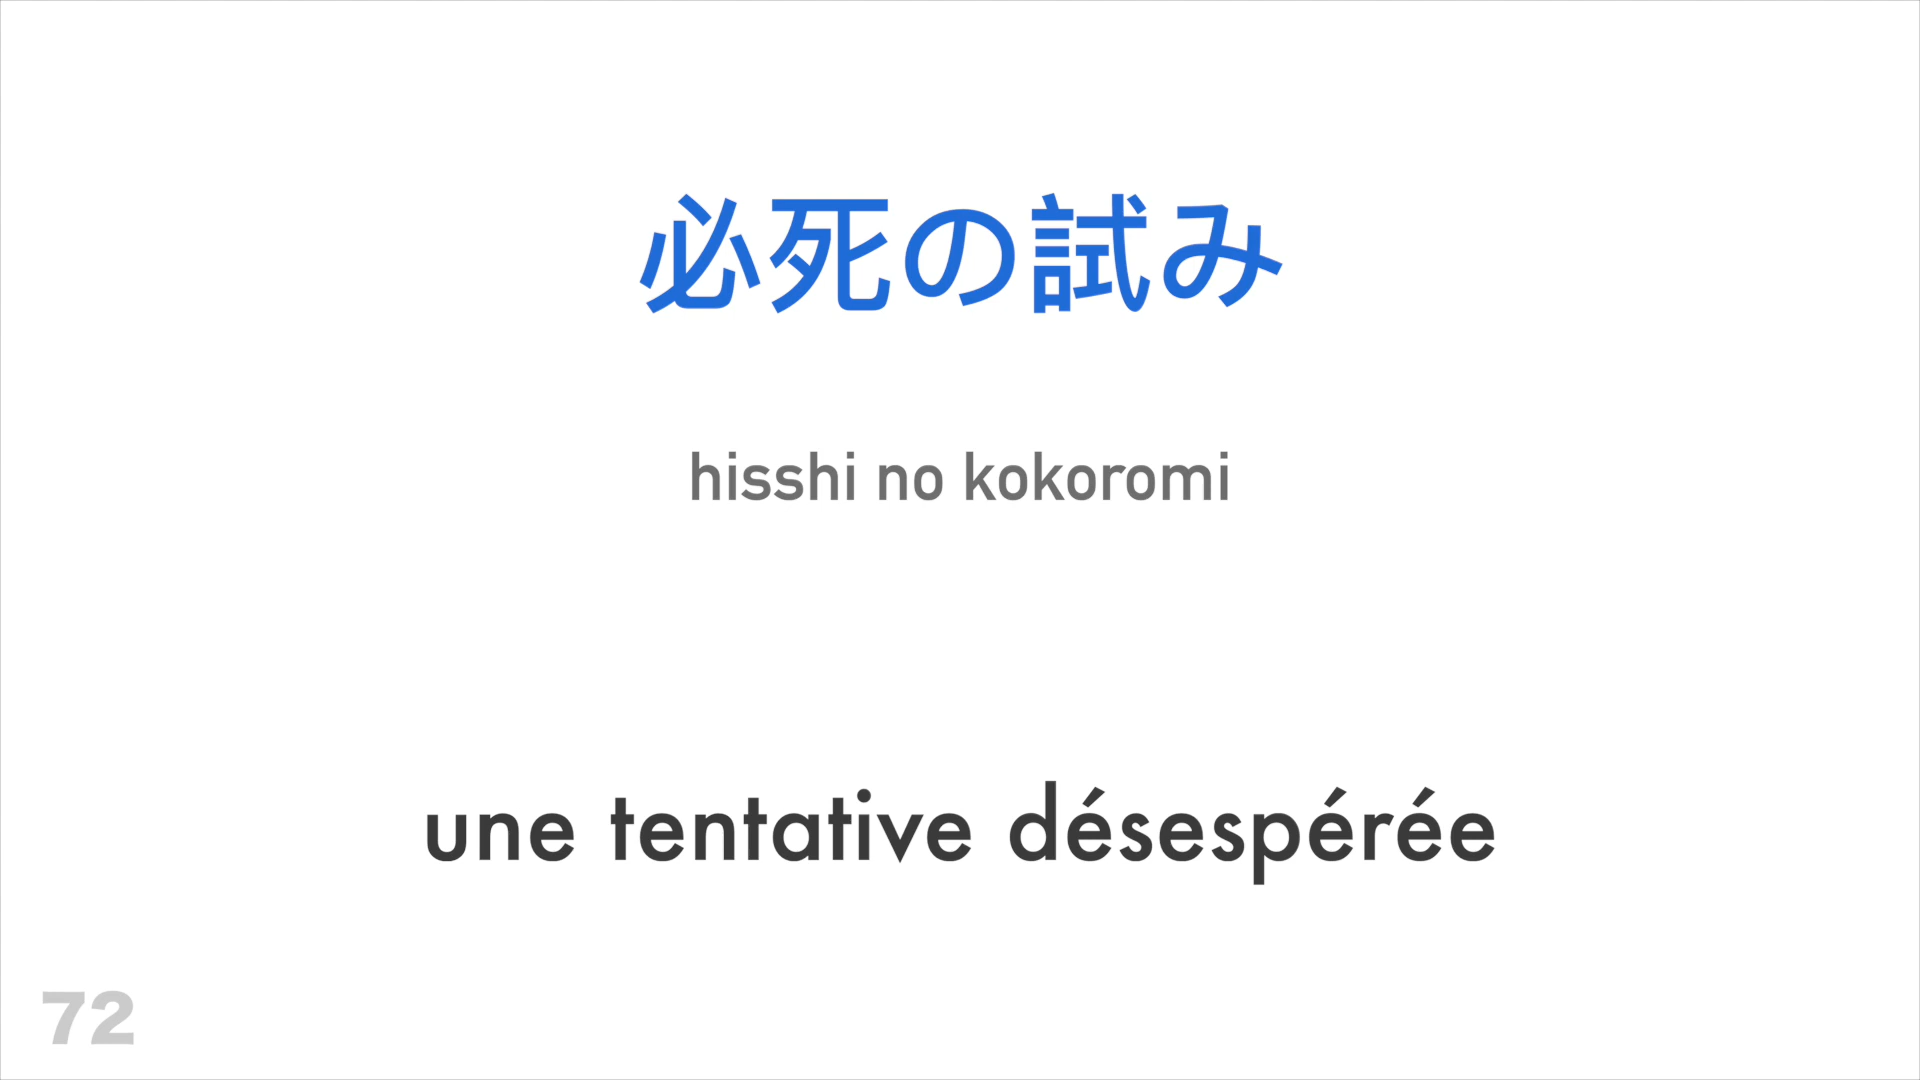 必死の試み
hisshi no kokoromi
une tentative désespérée
72